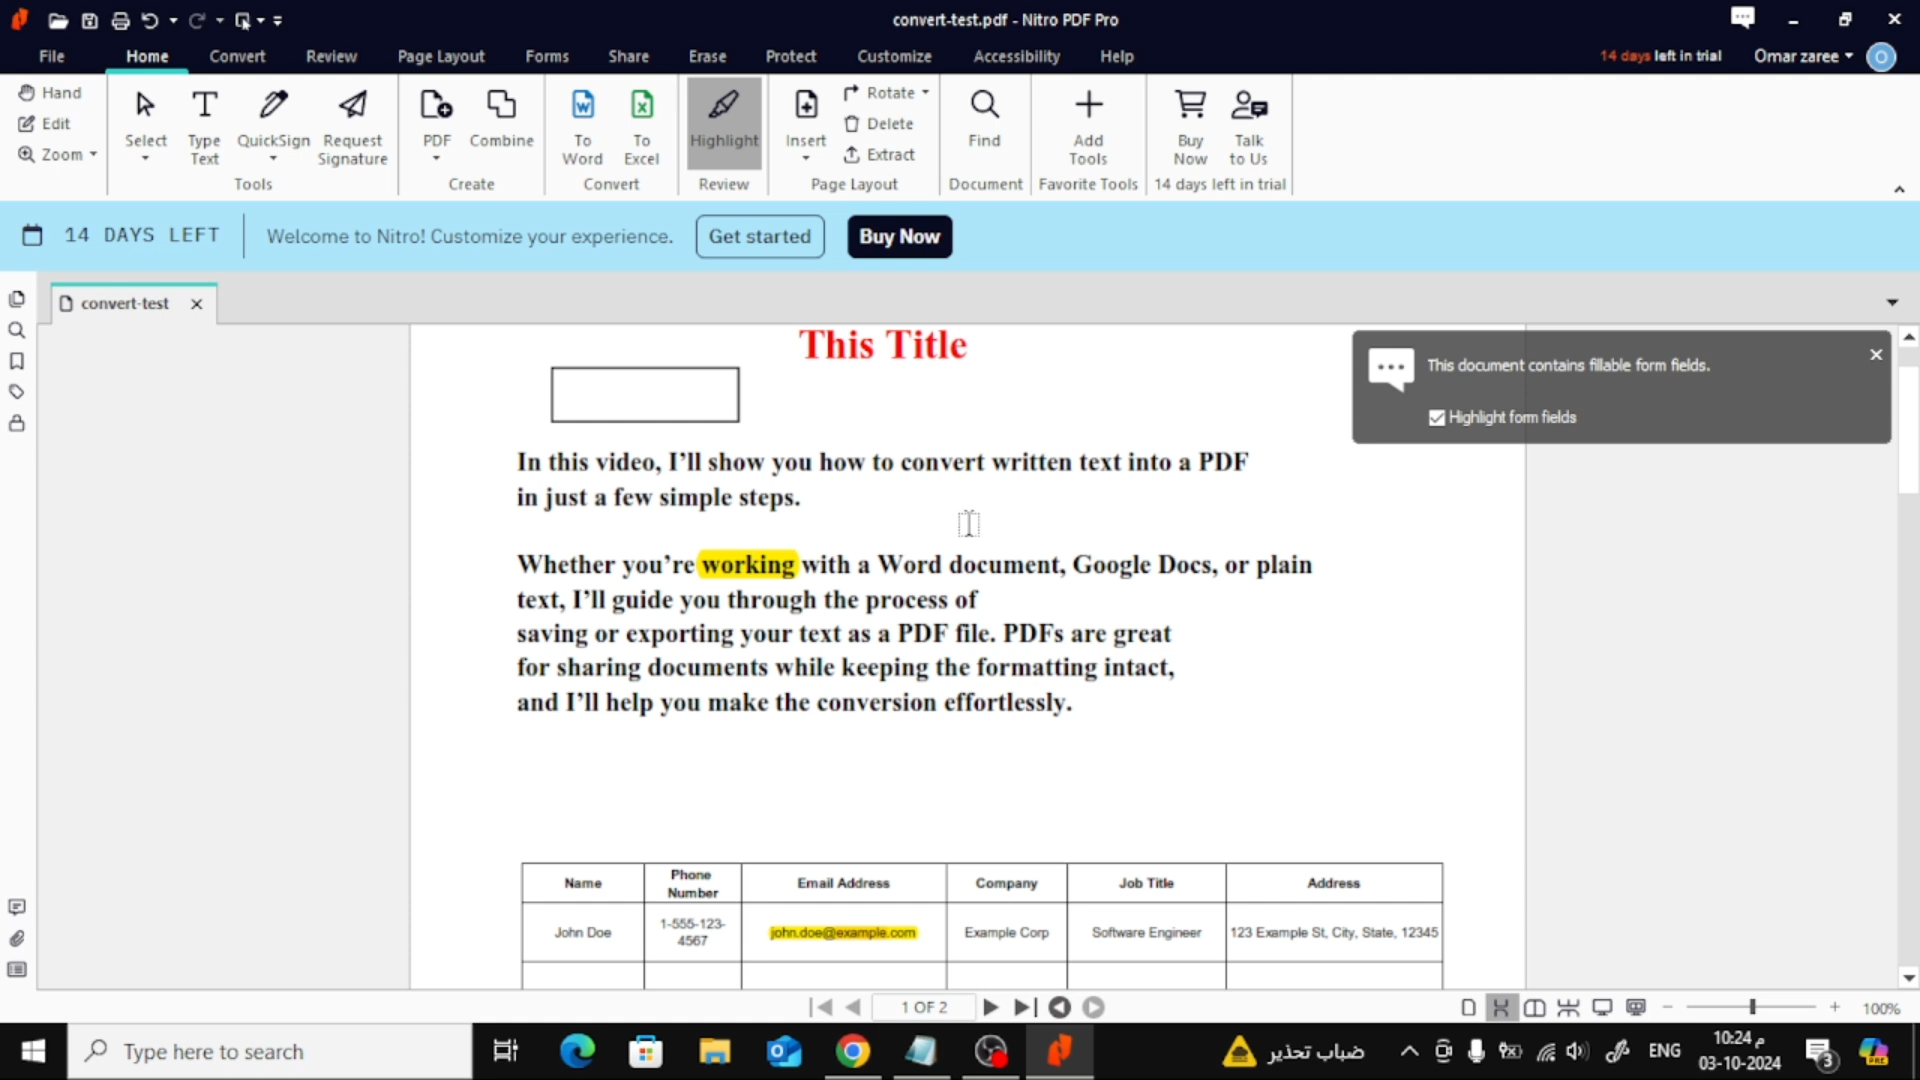 convert-test.pdf - Nitro PDF Pro
File Home Convert Review Page Layout Forms Share Erase Protect Customize Accessibility Help
14 days left in trial
Omar zaree
O
Hand
Edit
Zoom
Select
Type Text
QuickSign
Request Signature
Tools
PDF
Combine
Create
To Word
To Excel
Convert
Highlight
Review
Insert
Rotate
Delete
Extract
Page Layout
Find
Document
Add Tools
Favorite Tools
Buy Now
Talk to Us
14 days left in trial
14 DAYS LEFT
Welcome to Nitro! Customize your experience.
Get started
Buy Now
convert-test
This Title
This document contains fillable form fields.
Highlight form fields
In this video, I’ll show you how to convert written text into a PDF
in just a few simple steps.
Whether you’re working with a Word document, Google Docs, or plain
text, I’ll guide you through the process of
saving or exporting your text as a PDF file. PDFs are great
for sharing documents while keeping the formatting intact,
and I’ll help you make the conversion effortlessly.
Name
Phone Number
Email Address
Company
Job Title
Address
John Doe
1-555-123-
4567
john.doe@example.com
Example Corp
Software Engineer
123 Example St, City, State, 12345
1 OF 2
100%
Type here to search
ضباب تحذير
ENG
10:24 م
03-10-2024
3
PRE